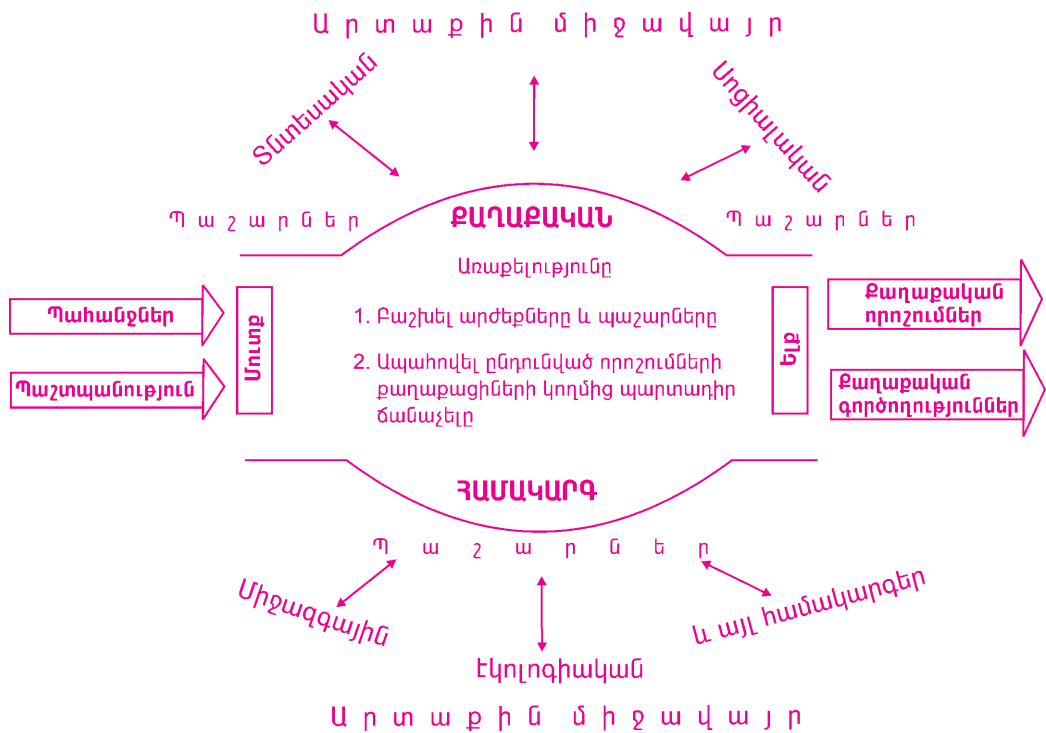 Արտաքին միջավայր
Տնտեսական
Սոցիալական
Պաշարներ
Պաշարներ
ՔԱՂԱՔԱԿԱՆ
Առաքելությունը
Պահանջներ
Մուտք
1. Բաշխել արժեքները և պաշարները
Ելք
Քաղաքական
որոշումներ
Պաշտպանություն
2. Ապահովել ընդունված որոշումների
քաղաքացիների կողմից պարտադիր
ճանաչելը
Քաղաքական
գործողություններ
ՀԱՄԱԿԱՐԳ
Պաշարներ
Միջազգային
և այլ համակարգեր
էկոլոգիական
Արտաքին միջավայր